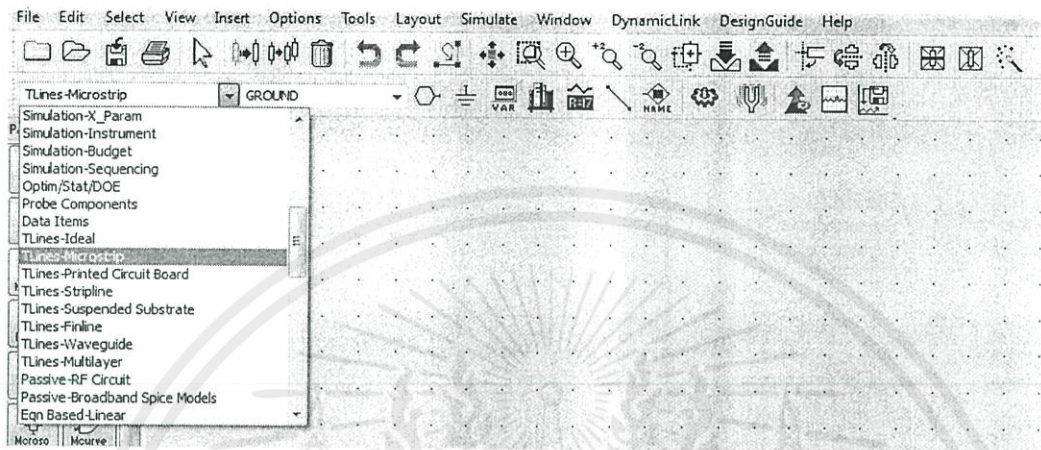 File Edit Select View Insert Options Tools Layout Simulate Window DynamicLink DesignGuide Help
VAR NAME
TLines-Microstrip GROUND
Simulation-X_Param
Simulation-Instrument
Simulation-Budget
Simulation-Sequencing
Optim/Stat/DOE
Probe Components
Data Items
TLines-Ideal
TLines-Microstrip
TLines-Printed Circuit Board
TLines-Stripline
TLines-Suspended Substrate
TLines-Finline
TLines-Waveguide
TLines-Multilayer
Passive-RF Circuit
Passive-Broadband Spice Models
Eqn Based-Linear
Mcroso Mcurve